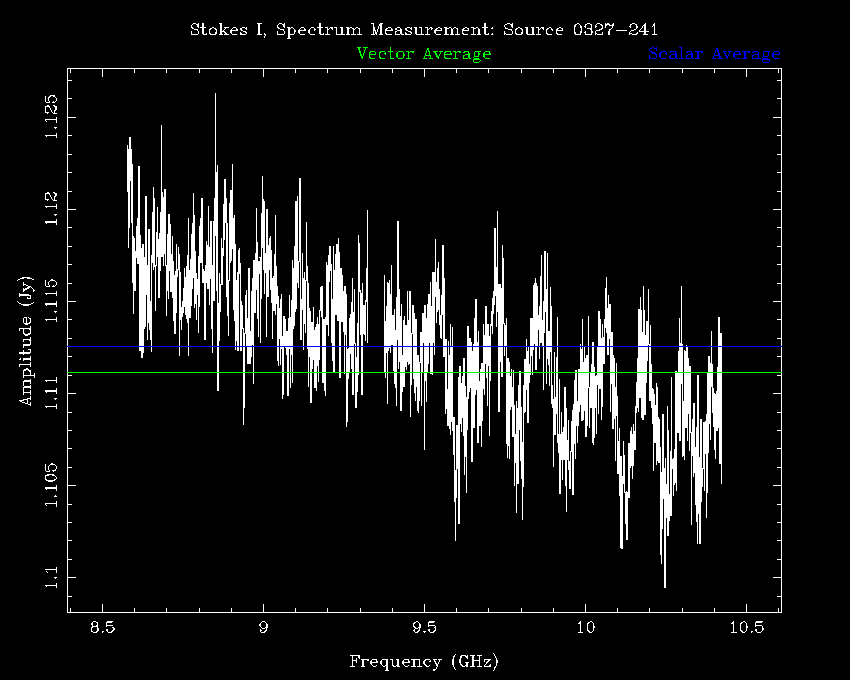 Stokes I, Spectrum Measurement: Source 0327-241
Vector Average Scalar Average
1.125
1.12
1.115
1.11
1.105
1.1
Amplitude (Jy)
8.5 9 9.5 10 10.5
Frequency (GHz)